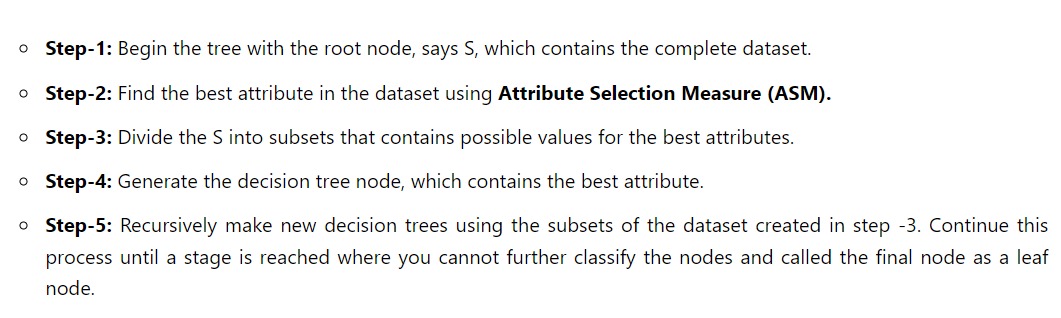 Step-1: Begin the tree with the root node, says S, which contains the complete dataset.
Step-2: Find the best attribute in the dataset using Attribute Selection Measure (ASM).
Step-3: Divide the S into subsets that contains possible values for the best attributes.
Step-4: Generate the decision tree node, which contains the best attribute.
Step-5: Recursively make new decision trees using the subsets of the dataset created in step -3. Continue this
process until a stage is reached where you cannot further classify the nodes and called the final node as a leaf
node.